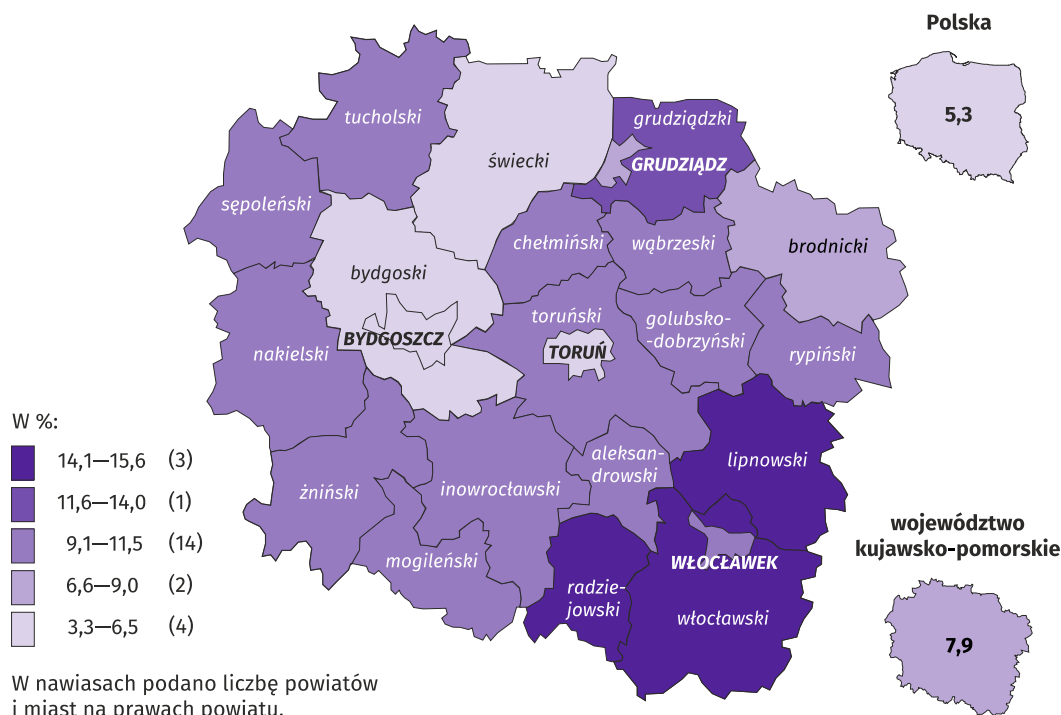 Polska
5,3
tucholski
grudziądzki
świecki
GRUDZIĄDZ
sępoleński
chełmiński
wąbrzeski
brodnicki
bydgoski
toruński
golubsko-
-dobrzyński
BYDGOSZCZ
TORUŃ
nakielski
rypiński
W %:
14,1—15,6 (3)
11,6—14,0 (1)
9,1—11,5 (14)
6,6—9,0 (2)
3,3—6,5 (4)
aleksan-
drowski
lipnowski
żniński
inowrocławski
mogileński
WŁOCŁAWEK
radzie-
jowski
włocławski
województwo
kujawsko-pomorskie
7,9
W nawiasach podano liczbę powiatów
i miast na prawach powiatu.